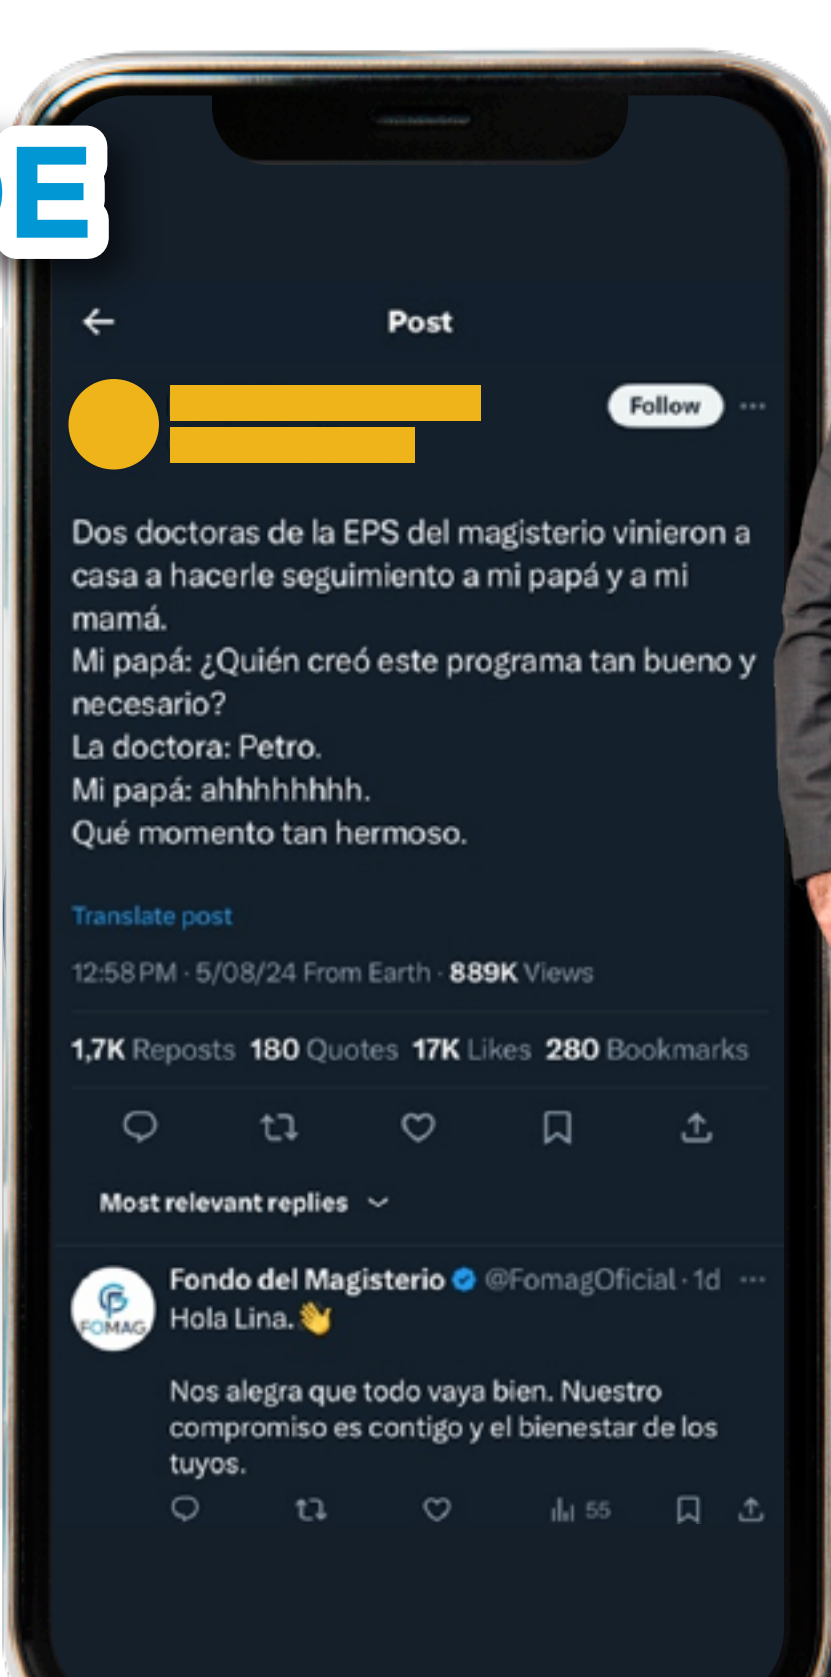 E
Post
Follow
Dos doctoras de la EPS del magisterio vinieron a
casa a hacerle seguimiento a mi papá y a mi
mamá.
Mi papá: ¿Quién creó este programa tan bueno y
necesario?
La doctora: Petro.
Mi papá: ahhhhhhhh.
Qué momento tan hermoso.
Translate post
12:58 PM · 5/08/24 From Earth · 889K Views
1,7K Reposts 180 Quotes 17K Likes 280 Bookmarks
Most relevant replies
Fondo del Magisterio @FomagOficial · 1d
FOMAG
Hola Lina. 👋
Nos alegra que todo vaya bien. Nuestro
compromiso es contigo y el bienestar de los
tuyos.
55